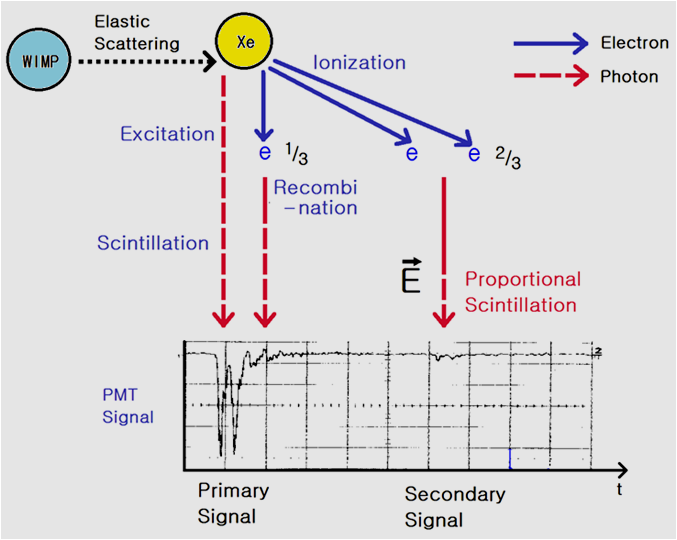 Elastic
Scattering
WIMP
Xe
Ionization
Electron
Photon
Excitation
e 1/3
e
e 2/3
Recombi
-nation
Scintillation
E
Proportional
Scintillation
PMT
Signal
Primary
Signal
Secondary
Signal
t